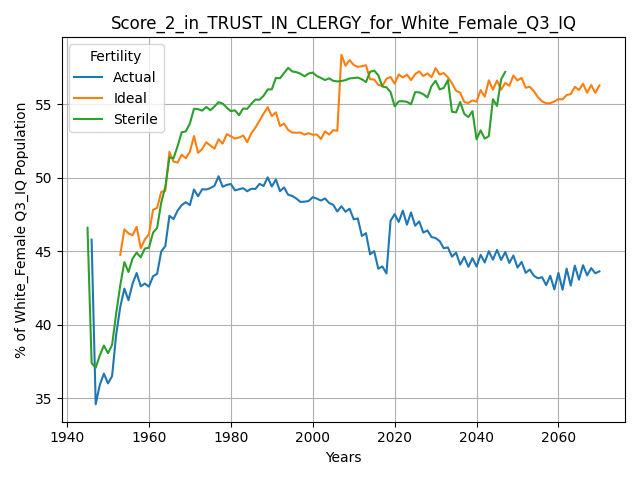 Score_2_in_TRUST_IN_CLERGY_for_White_Female_Q3_IQ
Fertility
Actual
Ideal
Sterile
% of White_Female Q3_IQ Population
55
50
45
40
35
1940
1960
1980
2000
2020
2040
2060
Years